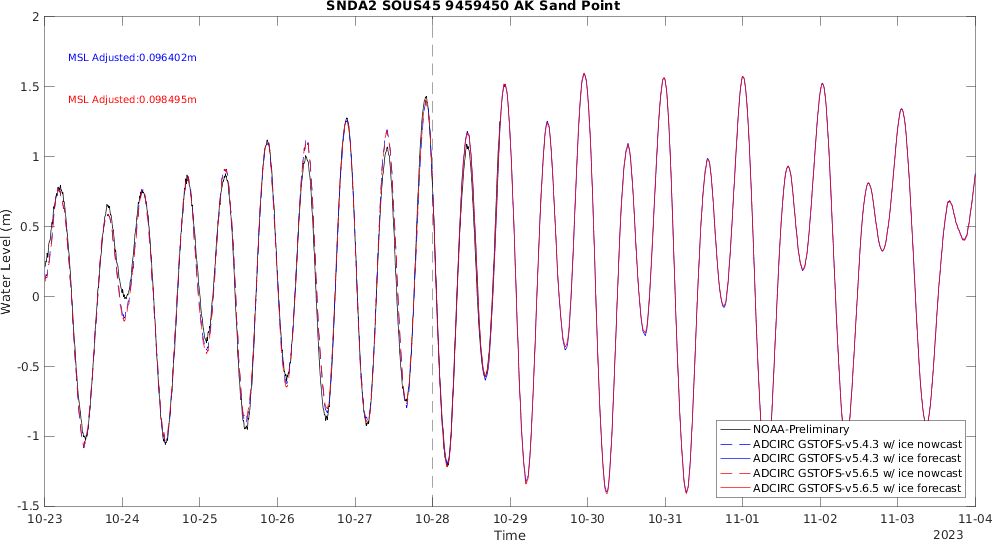 SNDA2 SOUS45 9459450 AK Sand Point
MSL Adjusted:0.096402m
MSL Adjusted:0.098495m
Water Level (m)
2
1.5
1
0.5
0
-0.5
-1
-1.5
NOAA-Preliminary
ADCIRC GSTOFS-v5.4.3 w/ ice nowcast
ADCIRC GSTOFS-v5.4.3 w/ ice forecast
ADCIRC GSTOFS-v5.6.5 w/ ice nowcast
ADCIRC GSTOFS-v5.6.5 w/ ice forecast
10-23 10-24 10-25 10-26 10-27 10-28 10-29 10-30 10-31 11-01 11-02 11-03 11-04
Time
2023